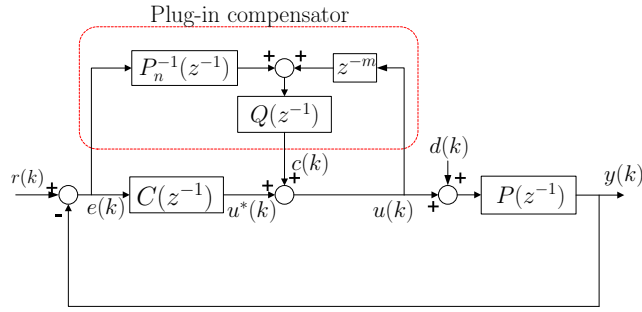 Plug-in compensator
+ +
P_n^{-1}(z^{-1})
z^{-m}
Q(z^{-1})
c(k)
d(k)
r(k)
+
-
e(k)
C(z^{-1})
u*(k)
+ +
u(k)
+ +
P(z^{-1})
y(k)